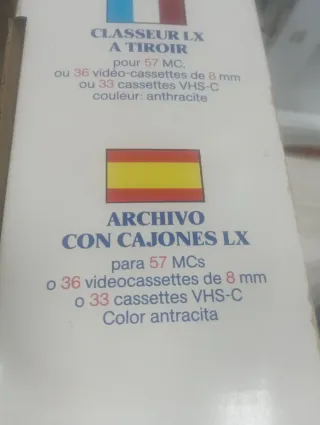 CLASSEUR LX
A TIROIR
pour 57 MC,
ou 36 vidéo-cassettes de 8 mm
ou 33 cassettes VHS-C
couleur: anthracite
ARCHIVO
CON CAJONES LX
para 57 MCs
o 36 videocassettes de 8 mm
o 33 cassettes VHS-C
Color antracita